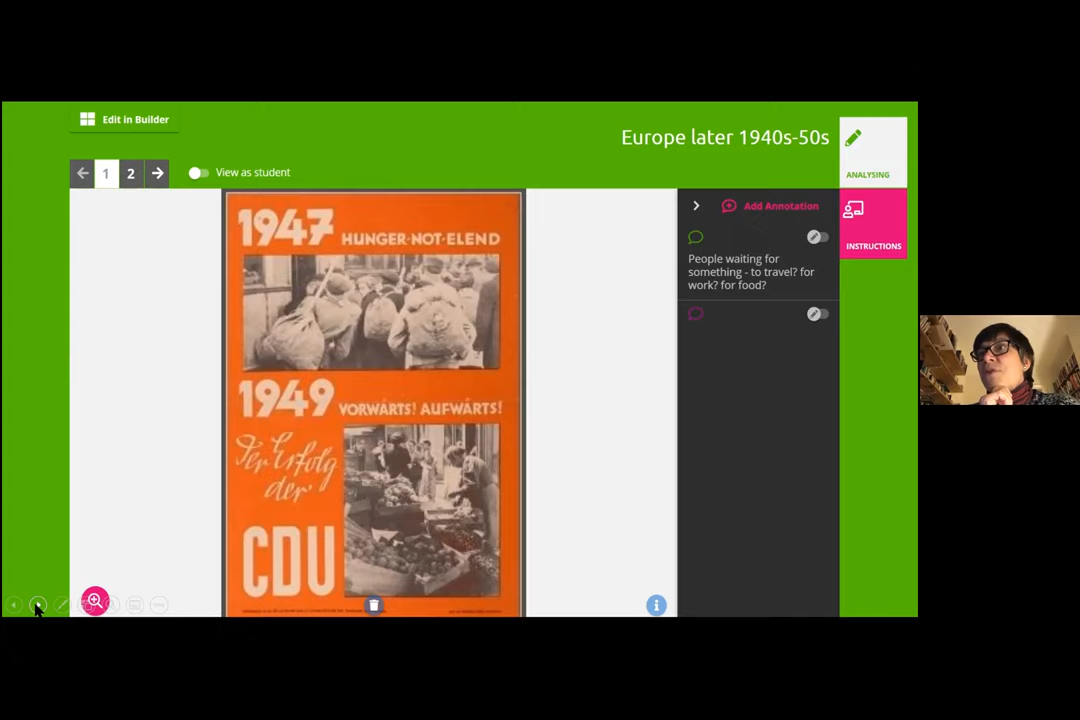 Edit in Builder
Europe later 1940s-50s
ANALYSING
1
2
View as student
INSTRUCTIONS
Add Annotation
People waiting for
something - to travel? for
work? for food?
1947 HUNGER·NOT·ELEND
1949 VORWÄRTS! AUFWÄRTS!
Der Erfolg
der
CDU